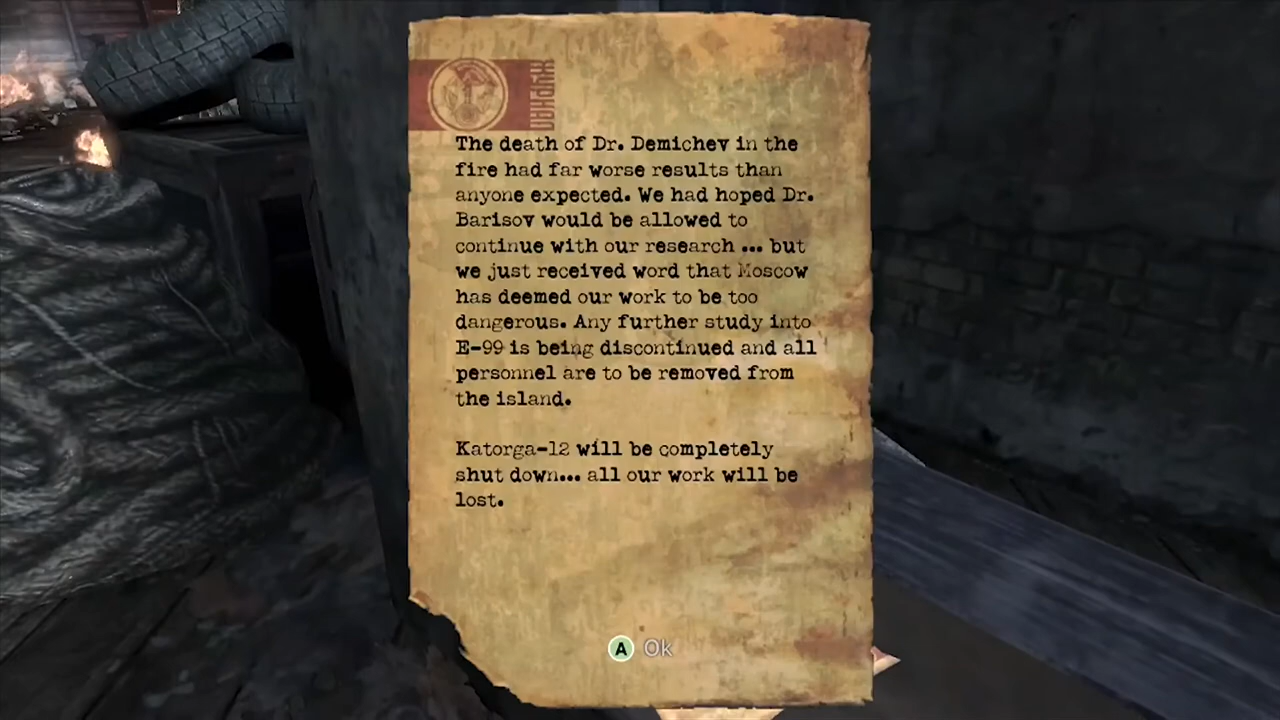 The death of Dr. Demichev in the
fire had far worse results than
anyone expected. We had hoped Dr.
Barisov would be allowed to
continue with our research ... but
we just received word that Moscow
has deemed our work to be too
dangerous. Any further study into
E-99 is being discontinued and all
personnel are to be removed from
the island.
Katorga-12 will be completely
shut down... all our work will be
lost.
A Ok